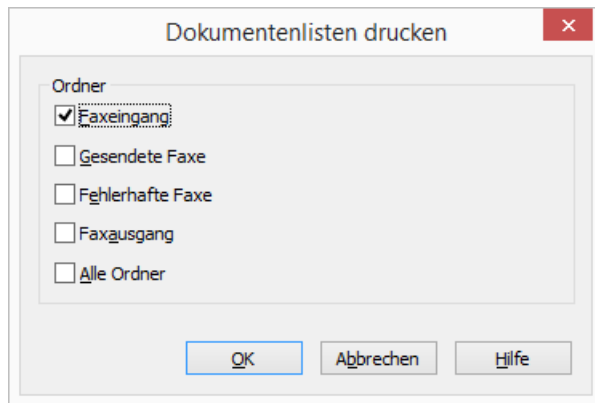 Dokumentenlisten drucken
Ordner
Faxeingang
Gesendete Faxe
Fehlerhafte Faxe
Faxausgang
Alle Ordner
OK Abbrechen Hilfe